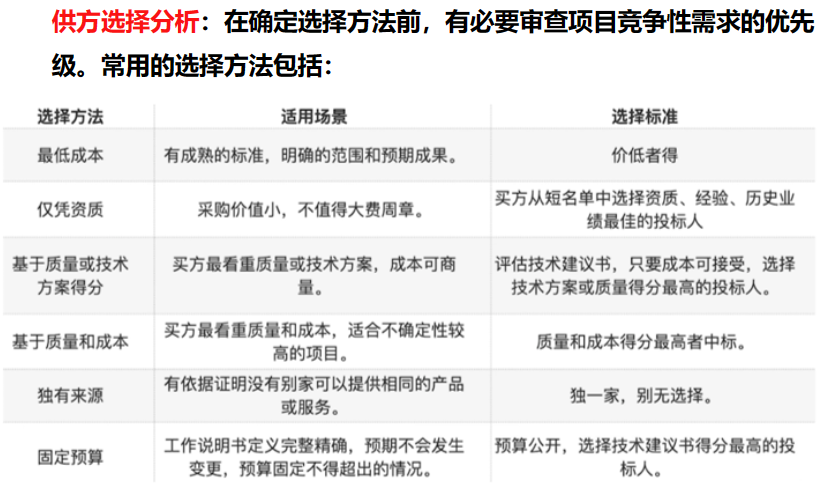 供方选择分析：在确定选择方法前，有必要审查项目竞争性需求的优先
级。常用的选择方法包括：
选择方法 适用场景 选择标准
最低成本 有成熟的标准，明确的范围和预期成果。 价低者得
仅凭资质 采购价值小，不值得大费周章。 买方从短名单中选择资质、经验、历史业
绩最佳的投标人
基于质量或技术
方案得分 买方最看重质量或技术方案，成本可商
量。 评估技术建议书，只要成本可接受，选择
技术方案或质量得分最高的投标人。
基于质量和成本 买方最看重质量和成本，适合不确定性较
高的项目。 质量和成本得分最高者中标。
独有来源 有依据证明没有别家可以提供相同的产品
或服务。 独一家，别无选择。
固定预算 工作说明书定义完整精确，预期不会发生
变更，预算固定不得超出的情况。 预算公开，选择技术建议书得分最高的投
标人。